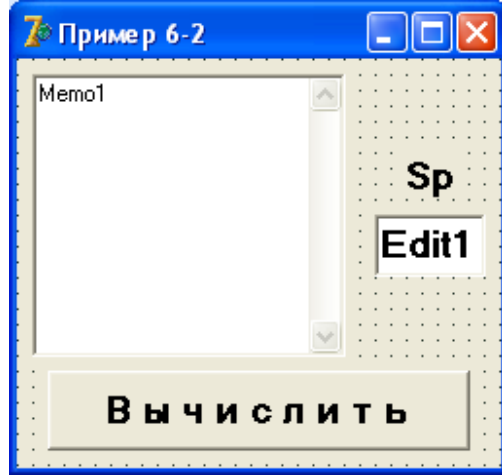 Пример 6-2
Memo1
Sp
Edit1
Вычислить